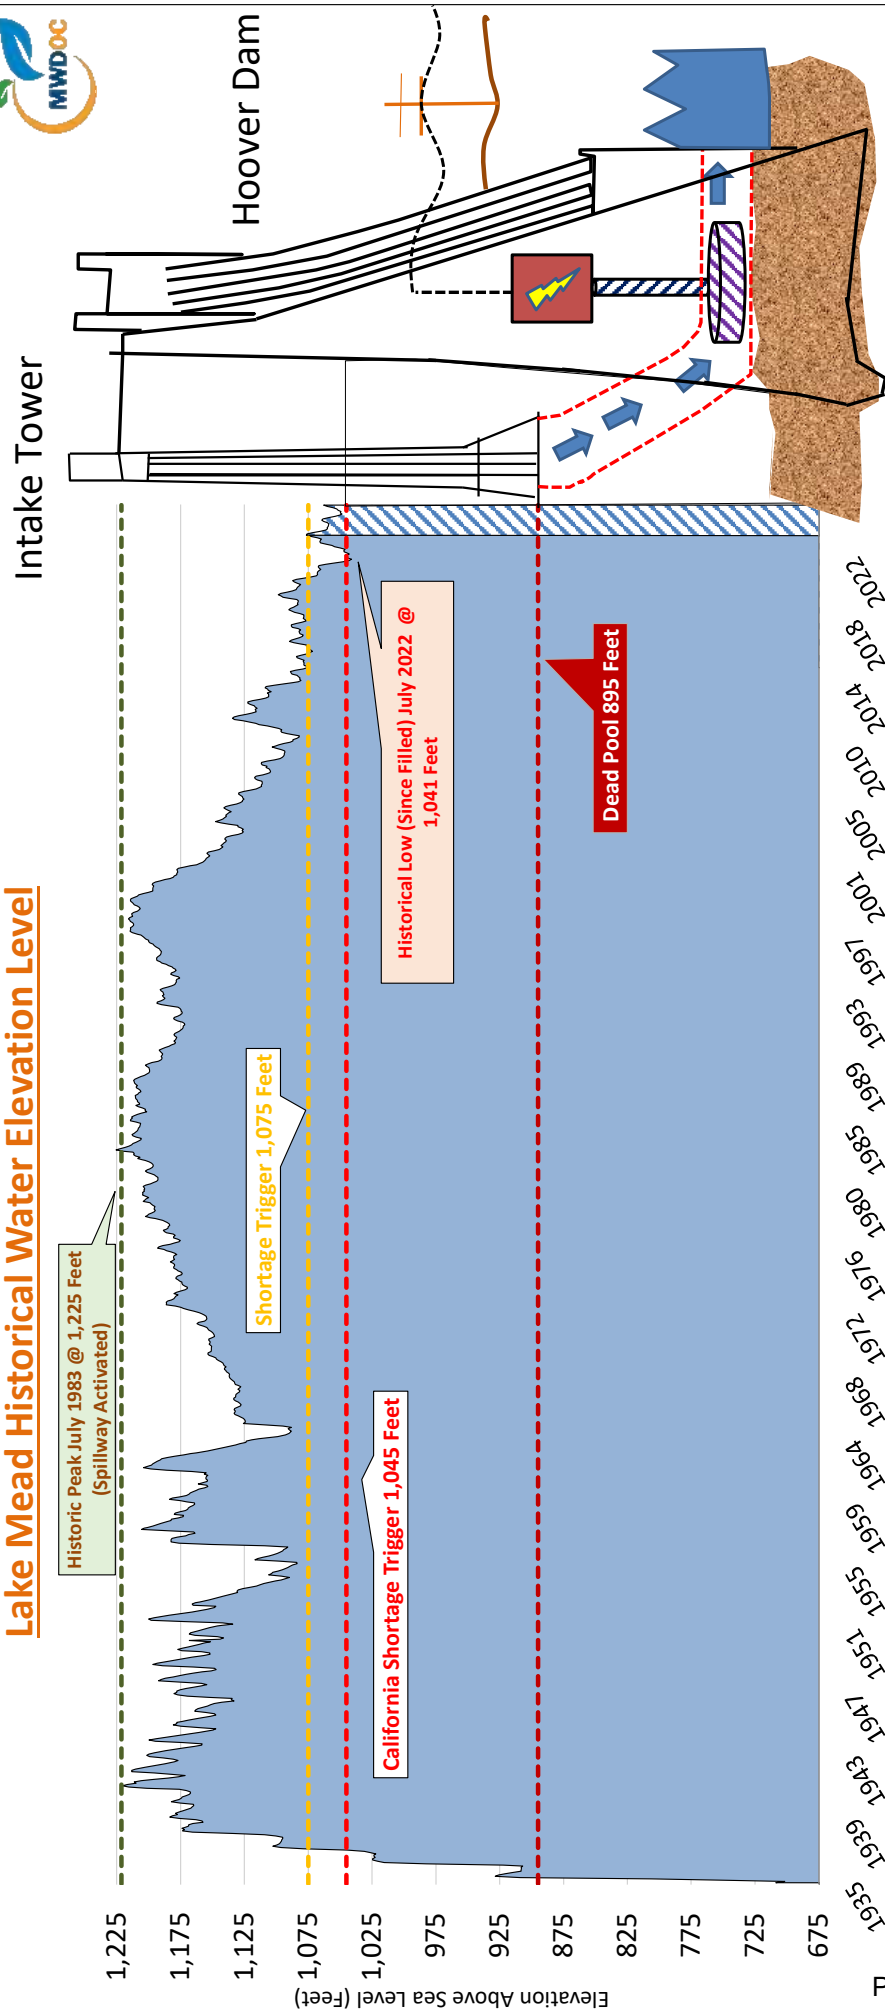 Lake Mead Historical Water Elevation Level
MWDOC
Intake Tower
Hoover Dam
Historic Peak July 1983 @ 1,225 Feet
(Spillway Activated)
Shortage Trigger 1,075 Feet
California Shortage Trigger 1,045 Feet
Historical Low (Since Filled) July 2022 @
1,041 Feet
Dead Pool 895 Feet
Elevation Above Sea Level (Feet)
1,225
1,175
1,125
1,075
1,025
975
925
875
825
775
725
675
1935
1939
1943
1947
1951
1955
1959
1964
1968
1972
1976
1980
1985
1989
1993
1997
2001
2005
2010
2014
2018
2022
P